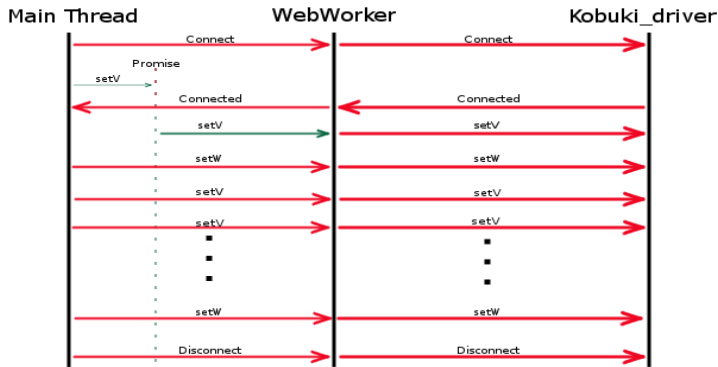 Main Thread WebWorker Kobuki_driver
Connect Connect
Promise
setV
Connected Connected
setV setV
setW setW
setV setV
setV setV
setW setW
Disconnect Disconnect